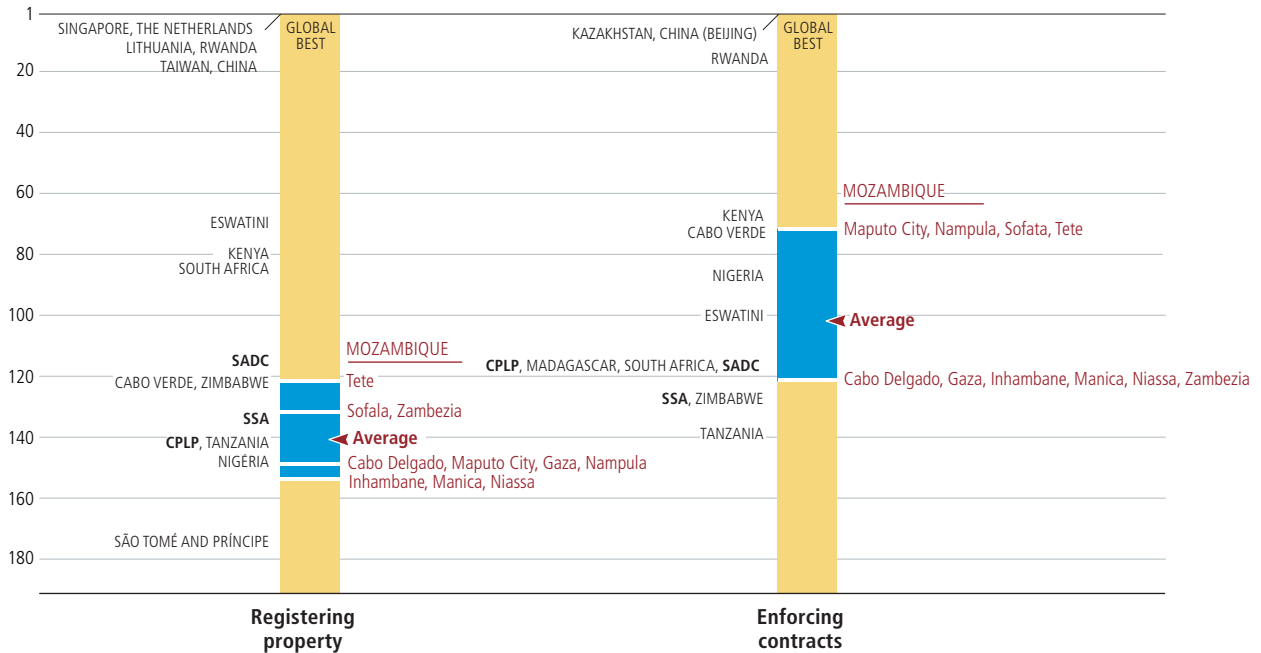 1
20
40
60
80
100
120
140
160
180
SINGAPORE, THE NETHERLANDS
LITHUANIA, RWANDA
TAIWAN, CHINA
ESWATINI
KENYA
SOUTH AFRICA
SADC
CABO VERDE, ZIMBABWE
SSA
CPLP, TANZANIA
NIGÉRIA
SÃO TOMÉ AND PRÍNCIPE
GLOBAL
BEST
MOZAMBIQUE
Tete
Sofala, Zambezia
Average
Cabo Delgado, Maputo City, Gaza, Nampula
Inhambane, Manica, Niassa
Registering
property
KAZAKHSTAN, CHINA (BEIJING)
RWANDA
KENYA
CABO VERDE
NIGERIA
ESWATINI
CPLP, MADAGASCAR, SOUTH AFRICA, SADC
SSA, ZIMBABWE
TANZANIA
GLOBAL
BEST
MOZAMBIQUE
Maputo City, Nampula, Sofata, Tete
Average
Cabo Delgado, Gaza, Inhambane, Manica, Niassa, Zambezia
Enforcing
contracts